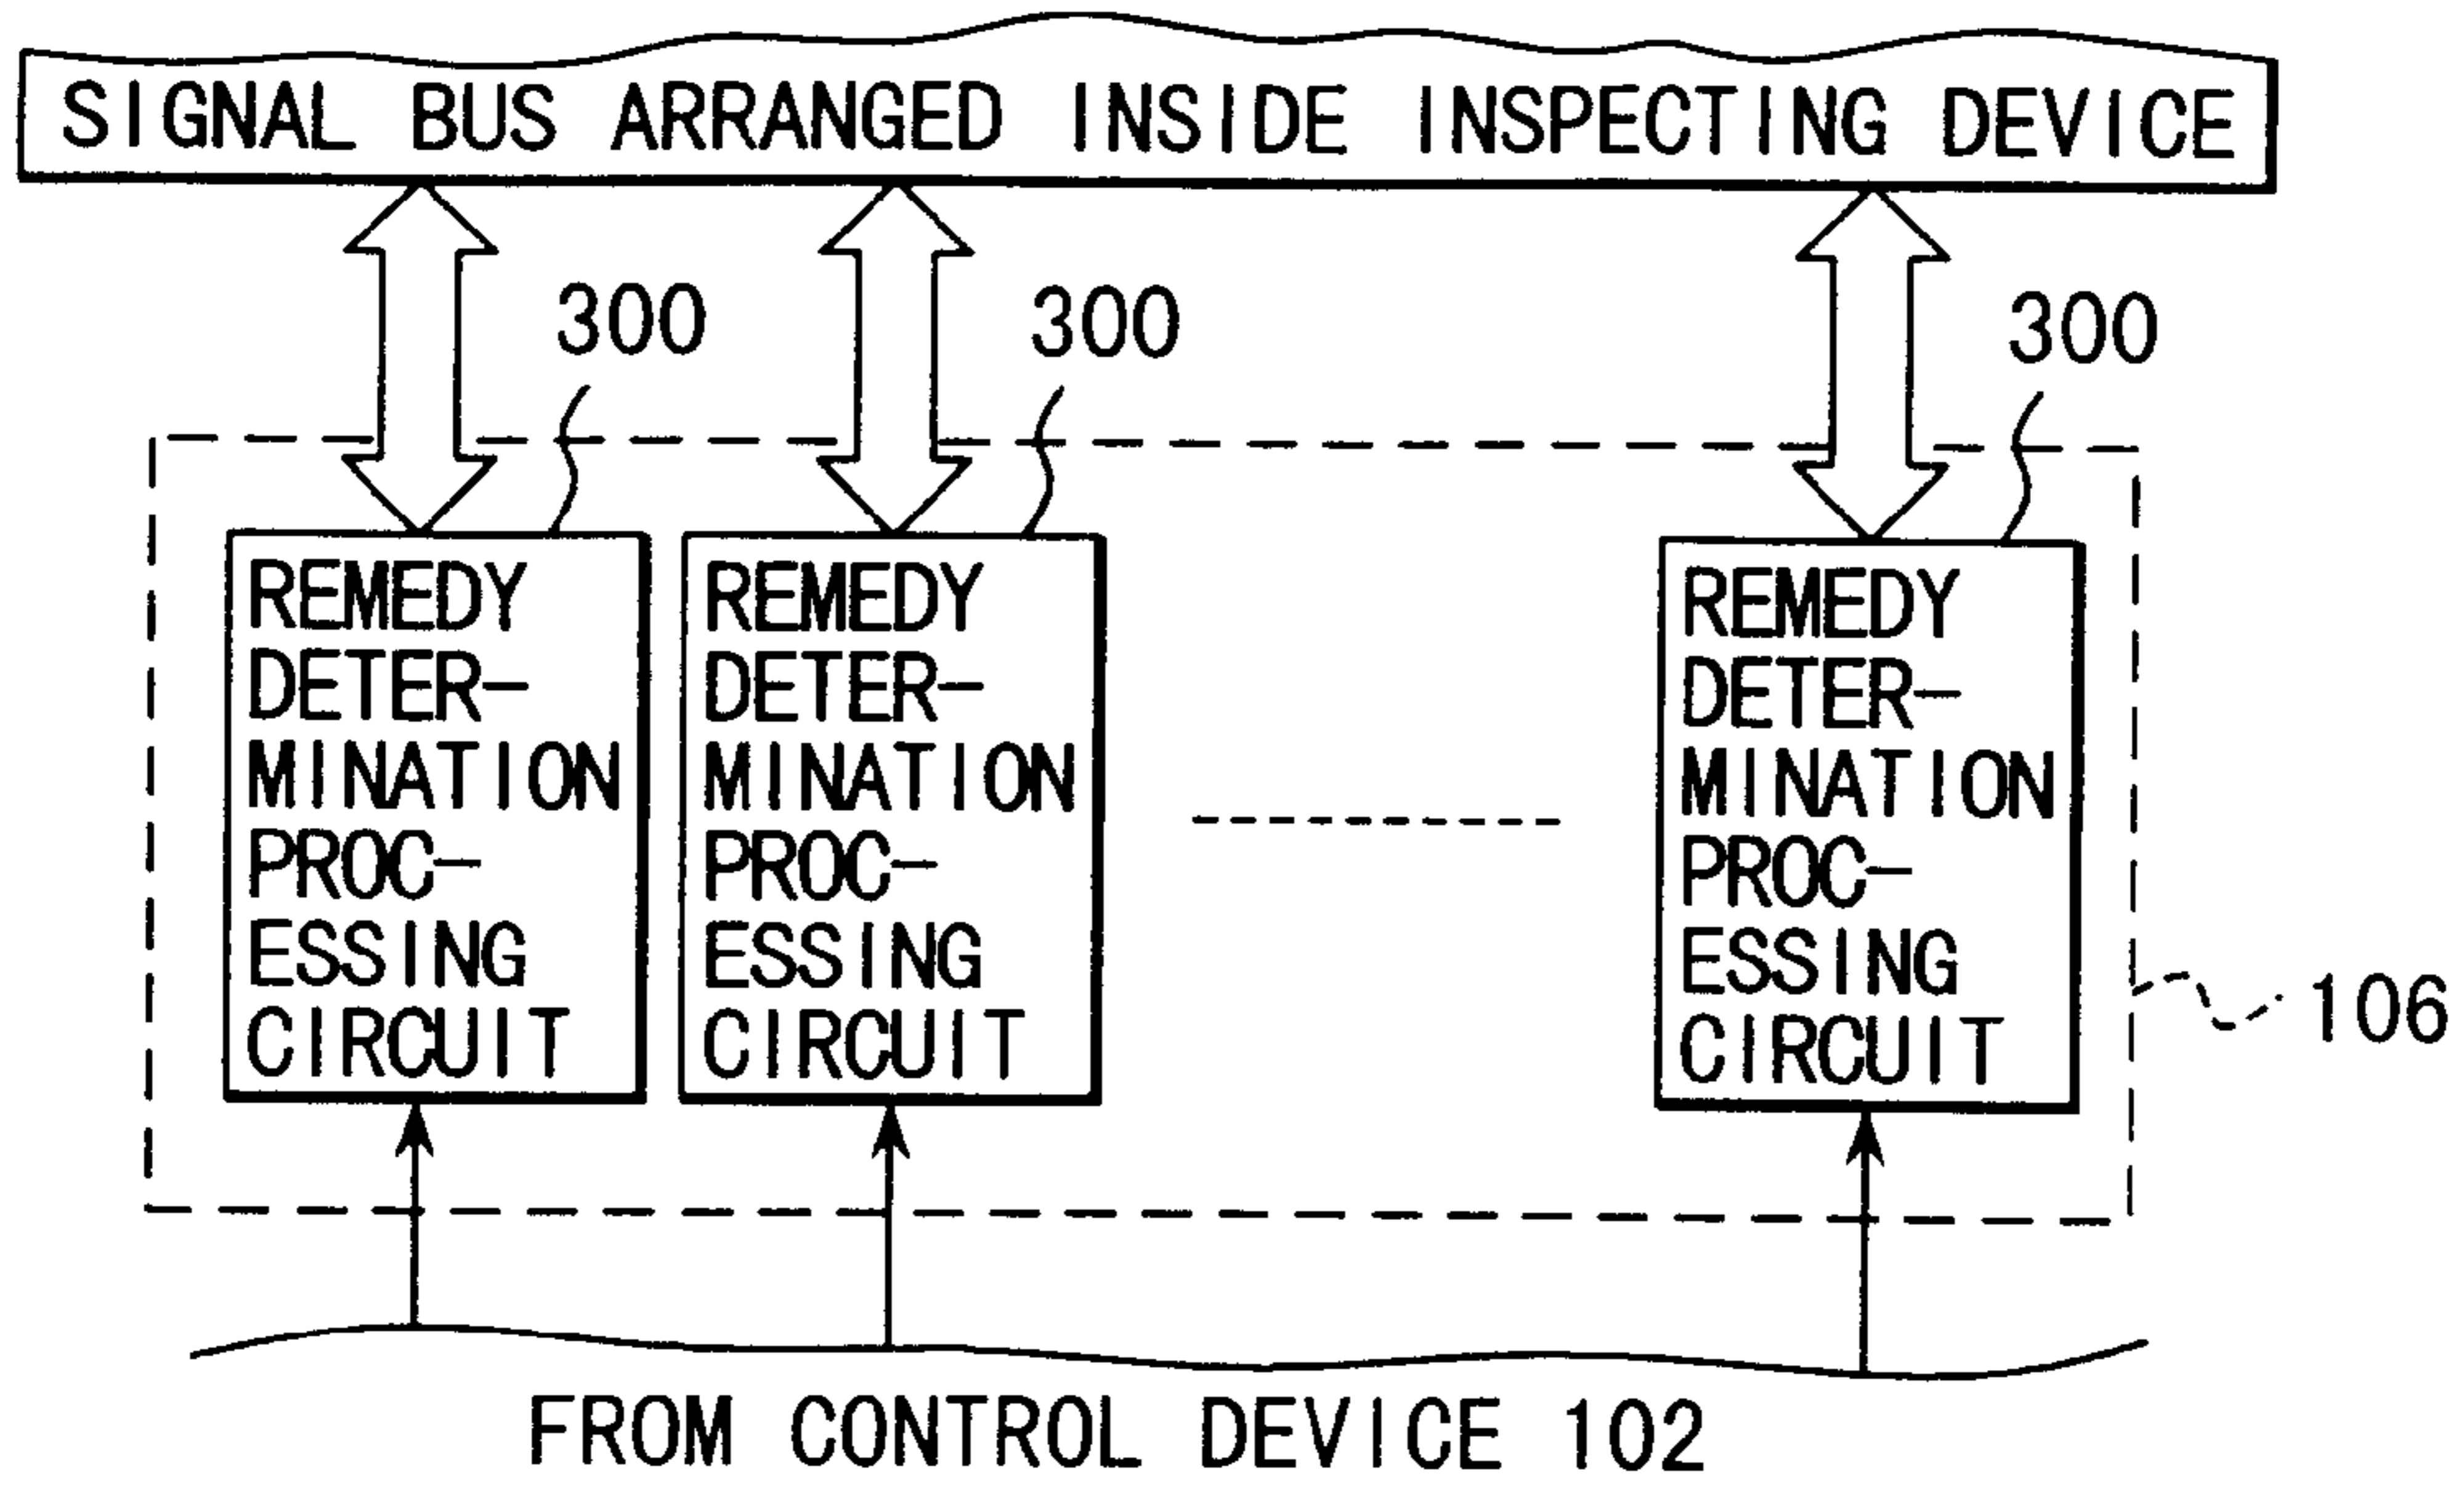 SIGNAL BUS ARRANGED INSIDE INSPECTING DEVICE
300
300
300
REMEDY
DETER-
MINATION
PROC-
ESSING
CIRCUIT
REMEDY
DETER-
MINATION
PROC-
ESSING
CIRCUIT
REMEDY
DETER-
MINATION
PROC-
ESSING
CIRCUIT
106
FROM CONTROL DEVICE 102